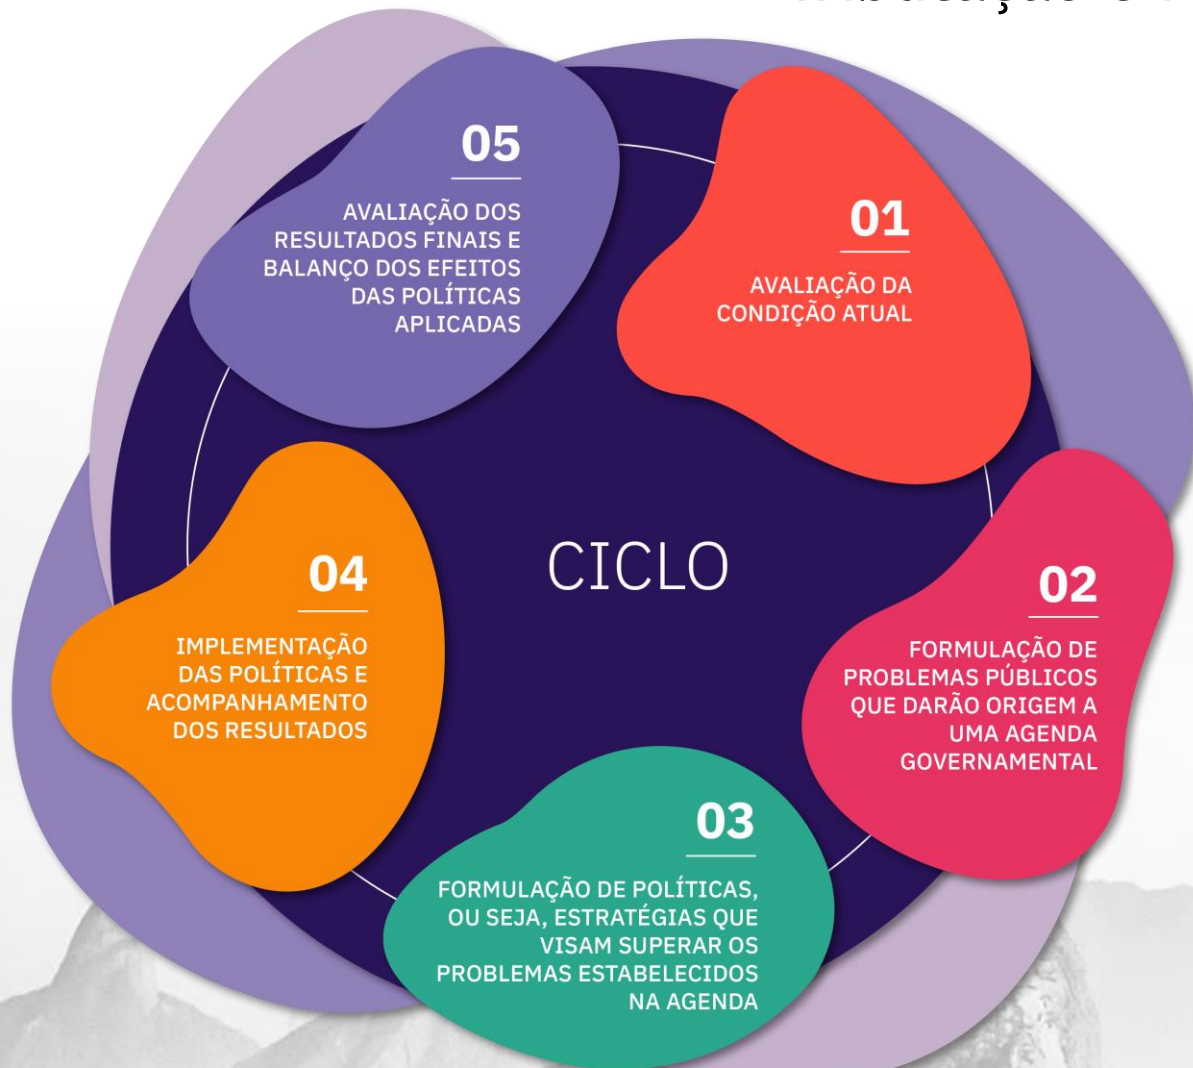 01
AVALIAÇÃO DA
CONDIÇÃO ATUAL
02
FORMULAÇÃO DE
PROBLEMAS PÚBLICOS
QUE DARÃO ORIGEM A
UMA AGENDA
GOVERNAMENTAL
03
FORMULAÇÃO DE POLÍTICAS,
OU SEJA, ESTRATÉGIAS QUE
VISAM SUPERAR OS
PROBLEMAS ESTABELECIDOS
NA AGENDA
04
IMPLEMENTAÇÃO
DAS POLÍTICAS E
ACOMPANHAMENTO
DOS RESULTADOS
05
AVALIAÇÃO DOS
RESULTADOS FINAIS E
BALANÇO DOS EFEITOS
DAS POLÍTICAS
APLICADAS
CICLO